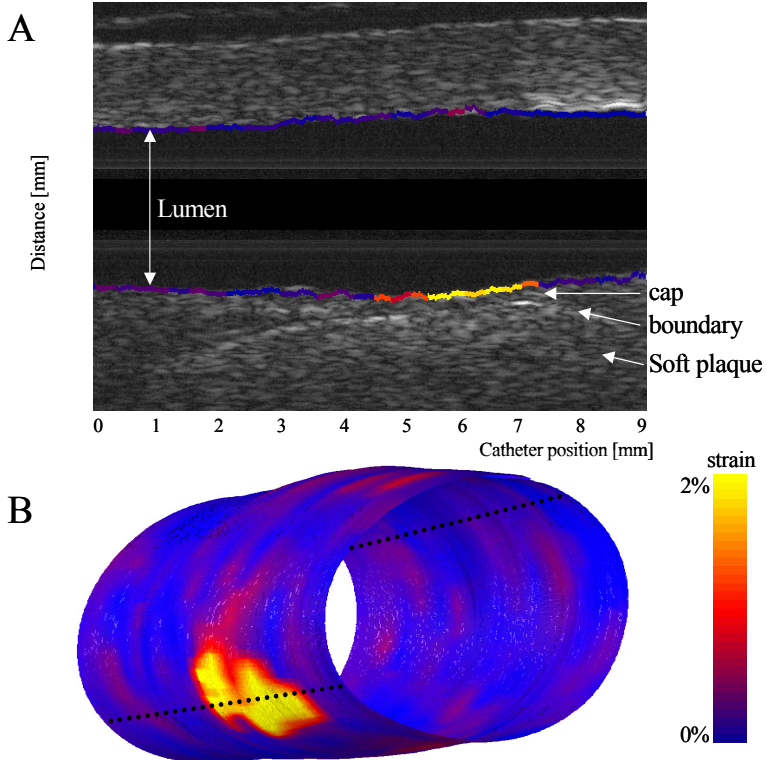 A
Distance [mm]
Lumen
cap
boundary
Soft plaque
0 1 2 3 4 5 6 7 8 9
Catheter position [mm]
B
strain
2%
0%